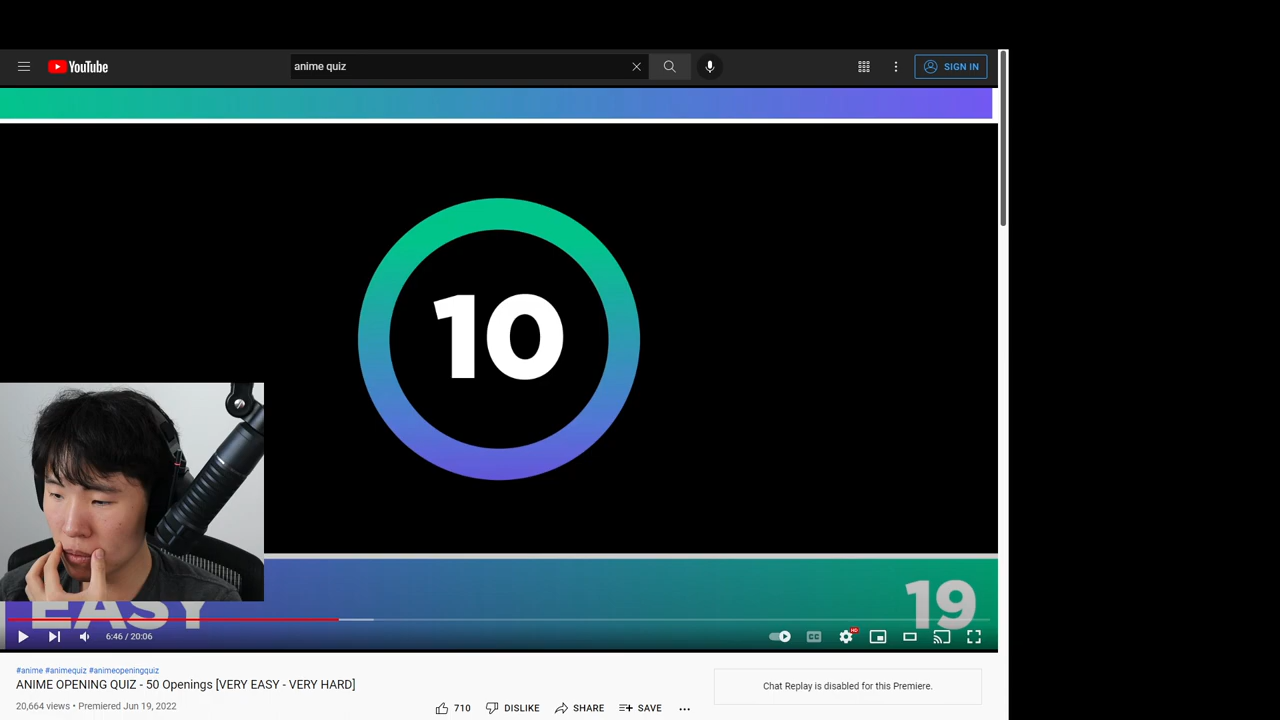 YouTube
anime quiz
SIGN IN
10
EASY
19
6:46 / 20:06
CC
HD
#anime #animequiz #animeopeningquiz
ANIME OPENING QUIZ - 50 Openings [VERY EASY - VERY HARD]
20,664 views • Premiered Jun 19, 2022
710
DISLIKE
SHARE
SAVE
Chat Replay is disabled for this Premiere.